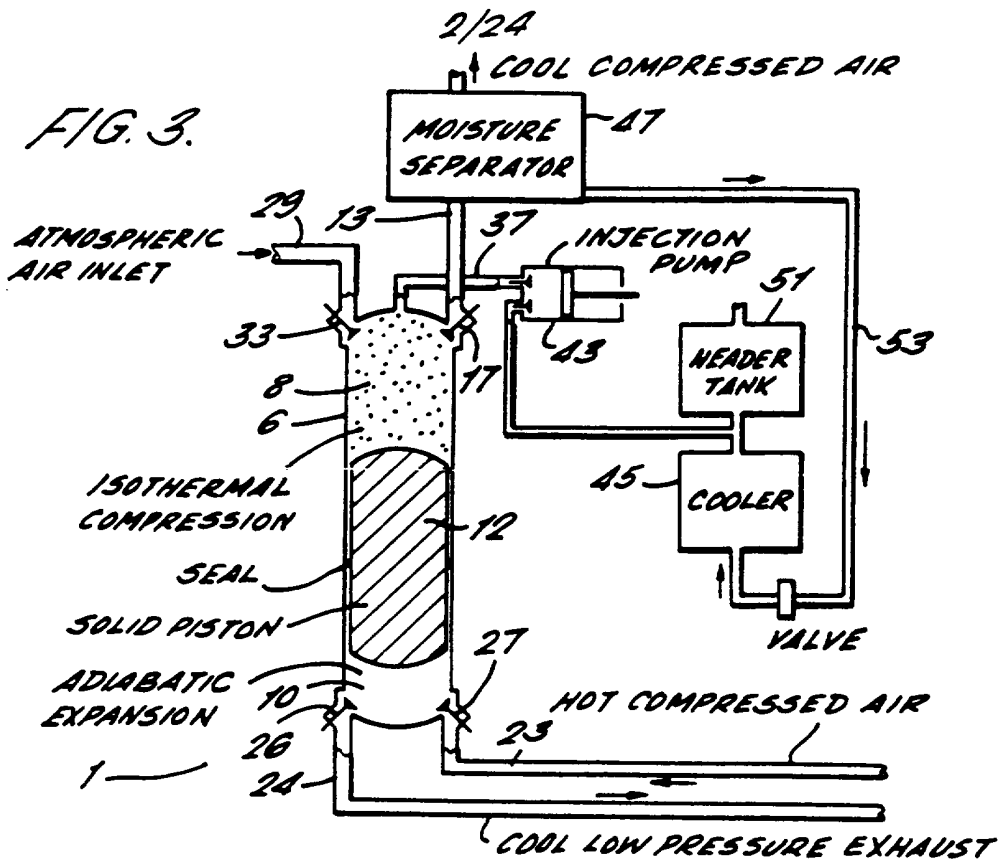 2/24
COOL COMPRESSED AIR
FIG. 3.
MOISTURE
SEPARATOR
47
29
13
37
ATMOSPHERIC
AIR INLET
INJECTION
PUMP
51
33
17
43
53
HEADER
TANK
8
6
ISOTHERMAL
COMPRESSION
45
COOLER
12
SEAL
SOLID PISTON
VALVE
ADIABATIC
EXPANSION
10
27
HOT COMPRESSED AIR
26
23
1
24
COOL LOW PRESSURE EXHAUST